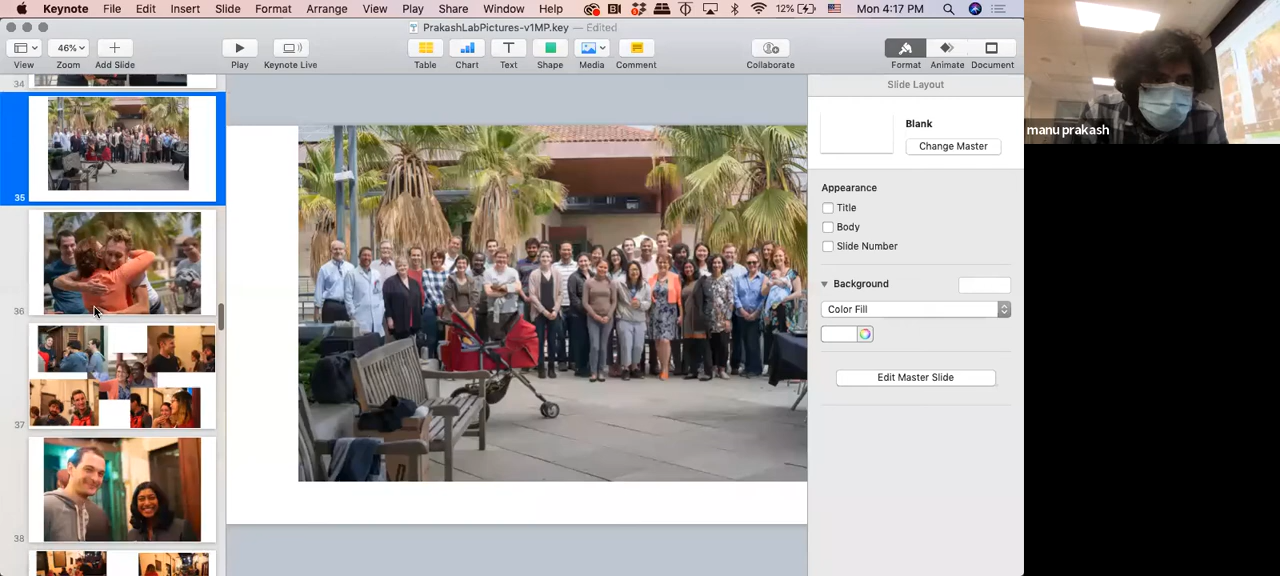 Keynote File Edit Insert Slide Format Arrange View Play Share Window Help 12% Mon 4:17 PM
PrakashLabPictures-v1MP.key — Edited
46%
View Zoom Add Slide Play Keynote Live Table Chart Text Shape Media Comment Collaborate Format Animate Document
34
35
36
37
38
Slide Layout
Blank
Change Master
Appearance
Title
Body
Slide Number
Background
Color Fill
Edit Master Slide
manu prakash